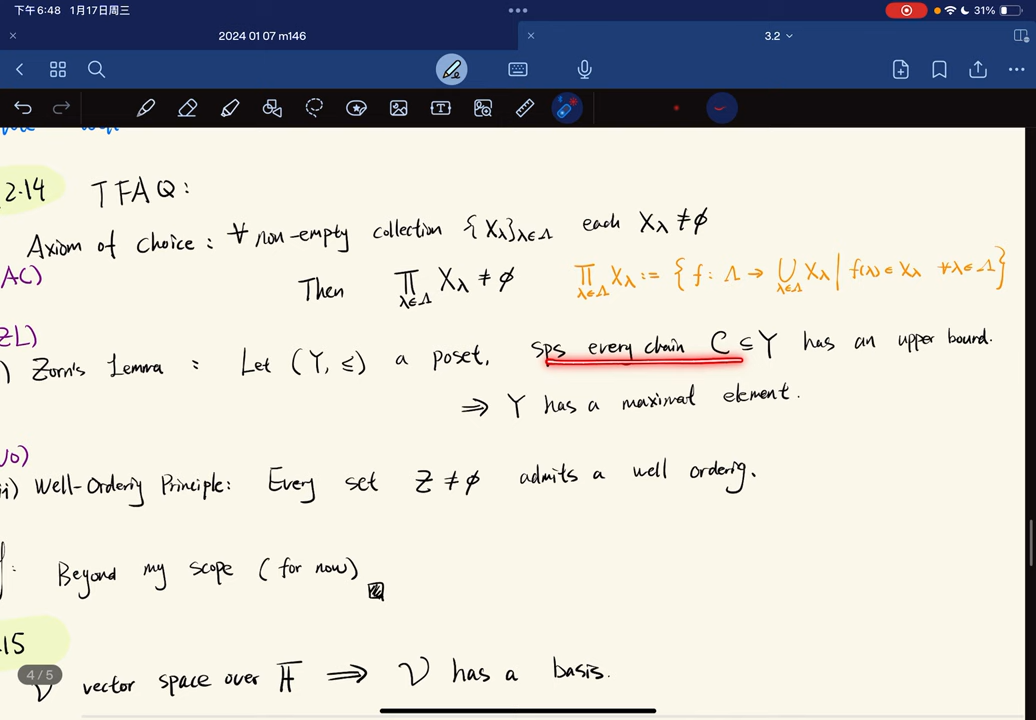 下午6:48 1月17日周三
31%
2024 01 07 m146
3.2
2.14 TFAQ:
Axiom of choice: ∀ non-empty collection {Xλ}λ∈Λ each Xλ ≠ ∅
AC)
Then ∏λ∈Λ Xλ ≠ ∅ ∏λ∈Λ Xλ := { f: Λ → ∪λ∈Λ Xλ | f(λ) ∈ Xλ ∀λ∈Λ }
ZL)
) Zorn's Lemma : Let (Y, ≤) a poset, sps every chain C ⊆ Y has an upper bound.
⇒ Y has a maximal element.
WO)
ii) Well-Orderig Principle: Every set Z ≠ ∅ admits a well orderig.
: Beyond my scope (for now)
.15
4/5
V vector space over F ⇒ V has a basis.